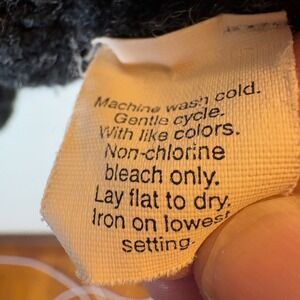 Machine wash cold.
Gentle cycle.
With like colors.
Non-chlorine
bleach only.
Lay flat to dry.
Iron on lowest
setting.